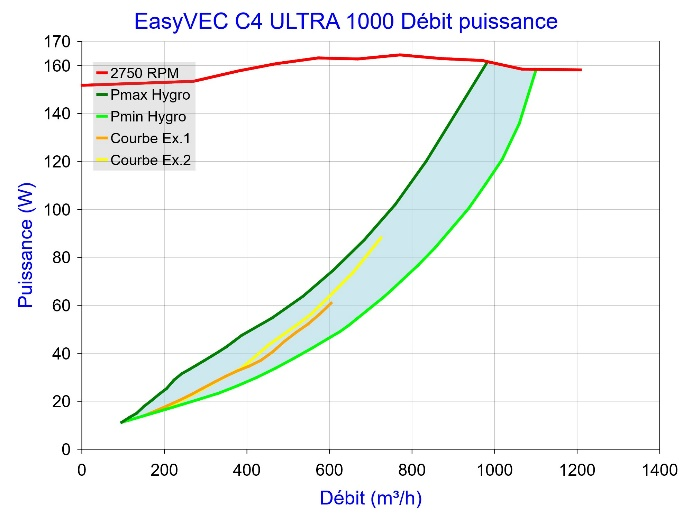 EasyVEC C4 ULTRA 1000 Débit puissance
170
160
140
120
100
80
60
40
20
0
2750 RPM
Pmax Hygro
Pmin Hygro
Courbe Ex.1
Courbe Ex.2
Puissance (W)
0 200 400 600 800 1000 1200 1400
Débit (m³/h)